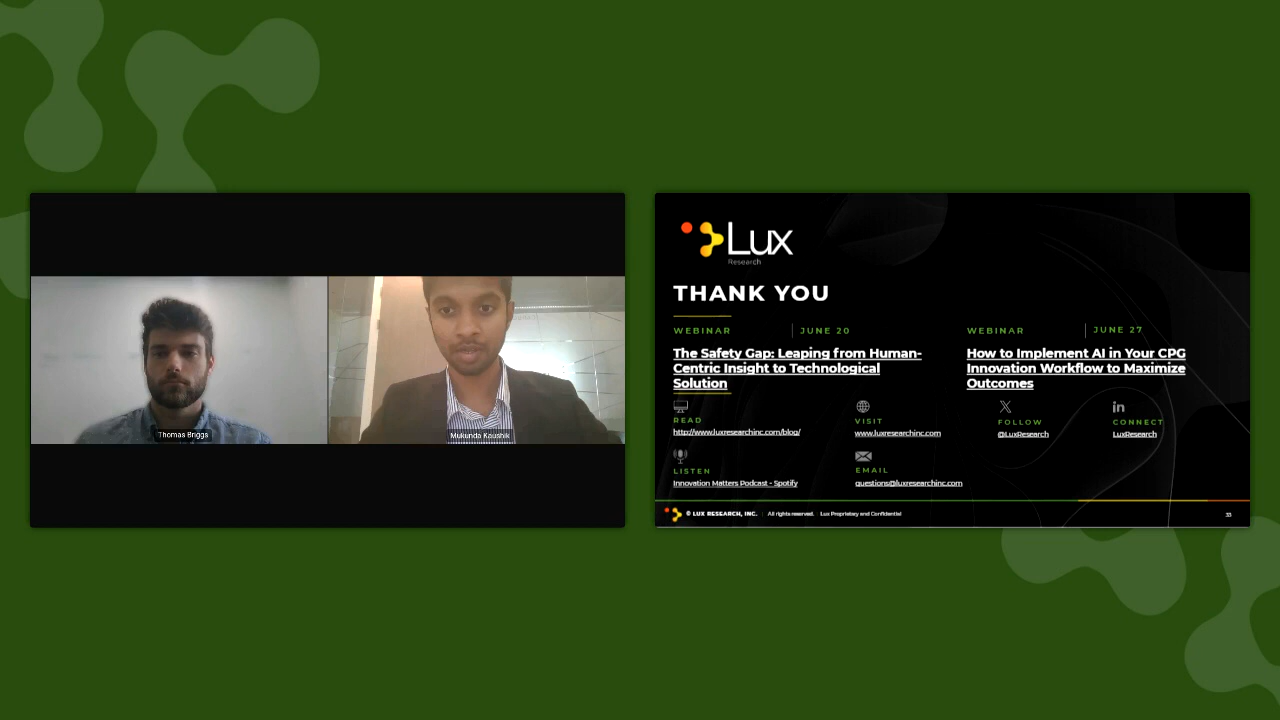 Thomas Briggs
Mukunda Kaushik
Lux
Research
THANK YOU
WEBINAR | JUNE 20
The Safety Gap: Leaping from Human-
Centric Insight to Technological
Solution
WEBINAR | JUNE 27
How to Implement AI in Your CPG
Innovation Workflow to Maximize
Outcomes
READ
http://www.luxresearchinc.com/blog/
VISIT
www.luxresearchinc.com
FOLLOW
@LuxResearch
CONNECT
LuxResearch
LISTEN
Innovation Matters Podcast - Spotify
EMAIL
questions@luxresearchinc.com
© LUX RESEARCH, INC. | All rights reserved. Lux Proprietary and Confidential
33